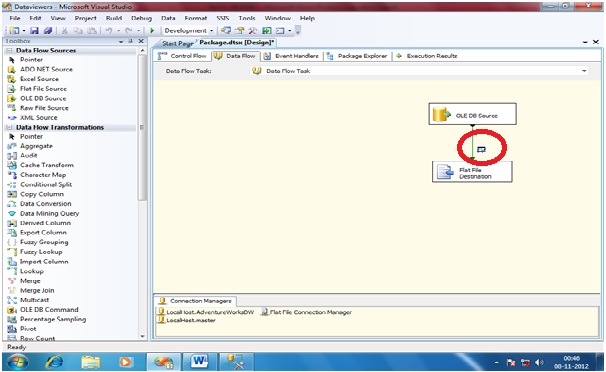 Dataviewers - Microsoft Visual Studio
File Edit View Project Build Debug Data Format SSIS Tools Window Help
Development
Toolbox
Start Page Package.dtsx [Design]*
Control Flow Data Flow Event Handlers Package Explorer Execution Results
Data Flow Task: Data Flow Task
Data Flow Sources
Pointer
ADO NET Source
Excel Source
Flat File Source
OLE DB Source
Raw File Source
XML Source
Data Flow Transformations
Pointer
Aggregate
Audit
Cache Transform
Character Map
Conditional Split
Copy Column
Data Conversion
Data Mining Query
Derived Column
Export Column
Fuzzy Grouping
Fuzzy Lookup
Import Column
Lookup
Merge
Merge Join
Multicast
OLE DB Command
Percentage Sampling
Pivot
Row Count
OLE DB Source
Flat File
Destination
Connection Managers
LocalHost.AdventureWorksDW Flat File Connection Manager
LocalHost.master
Ready
00:46
08-11-2012